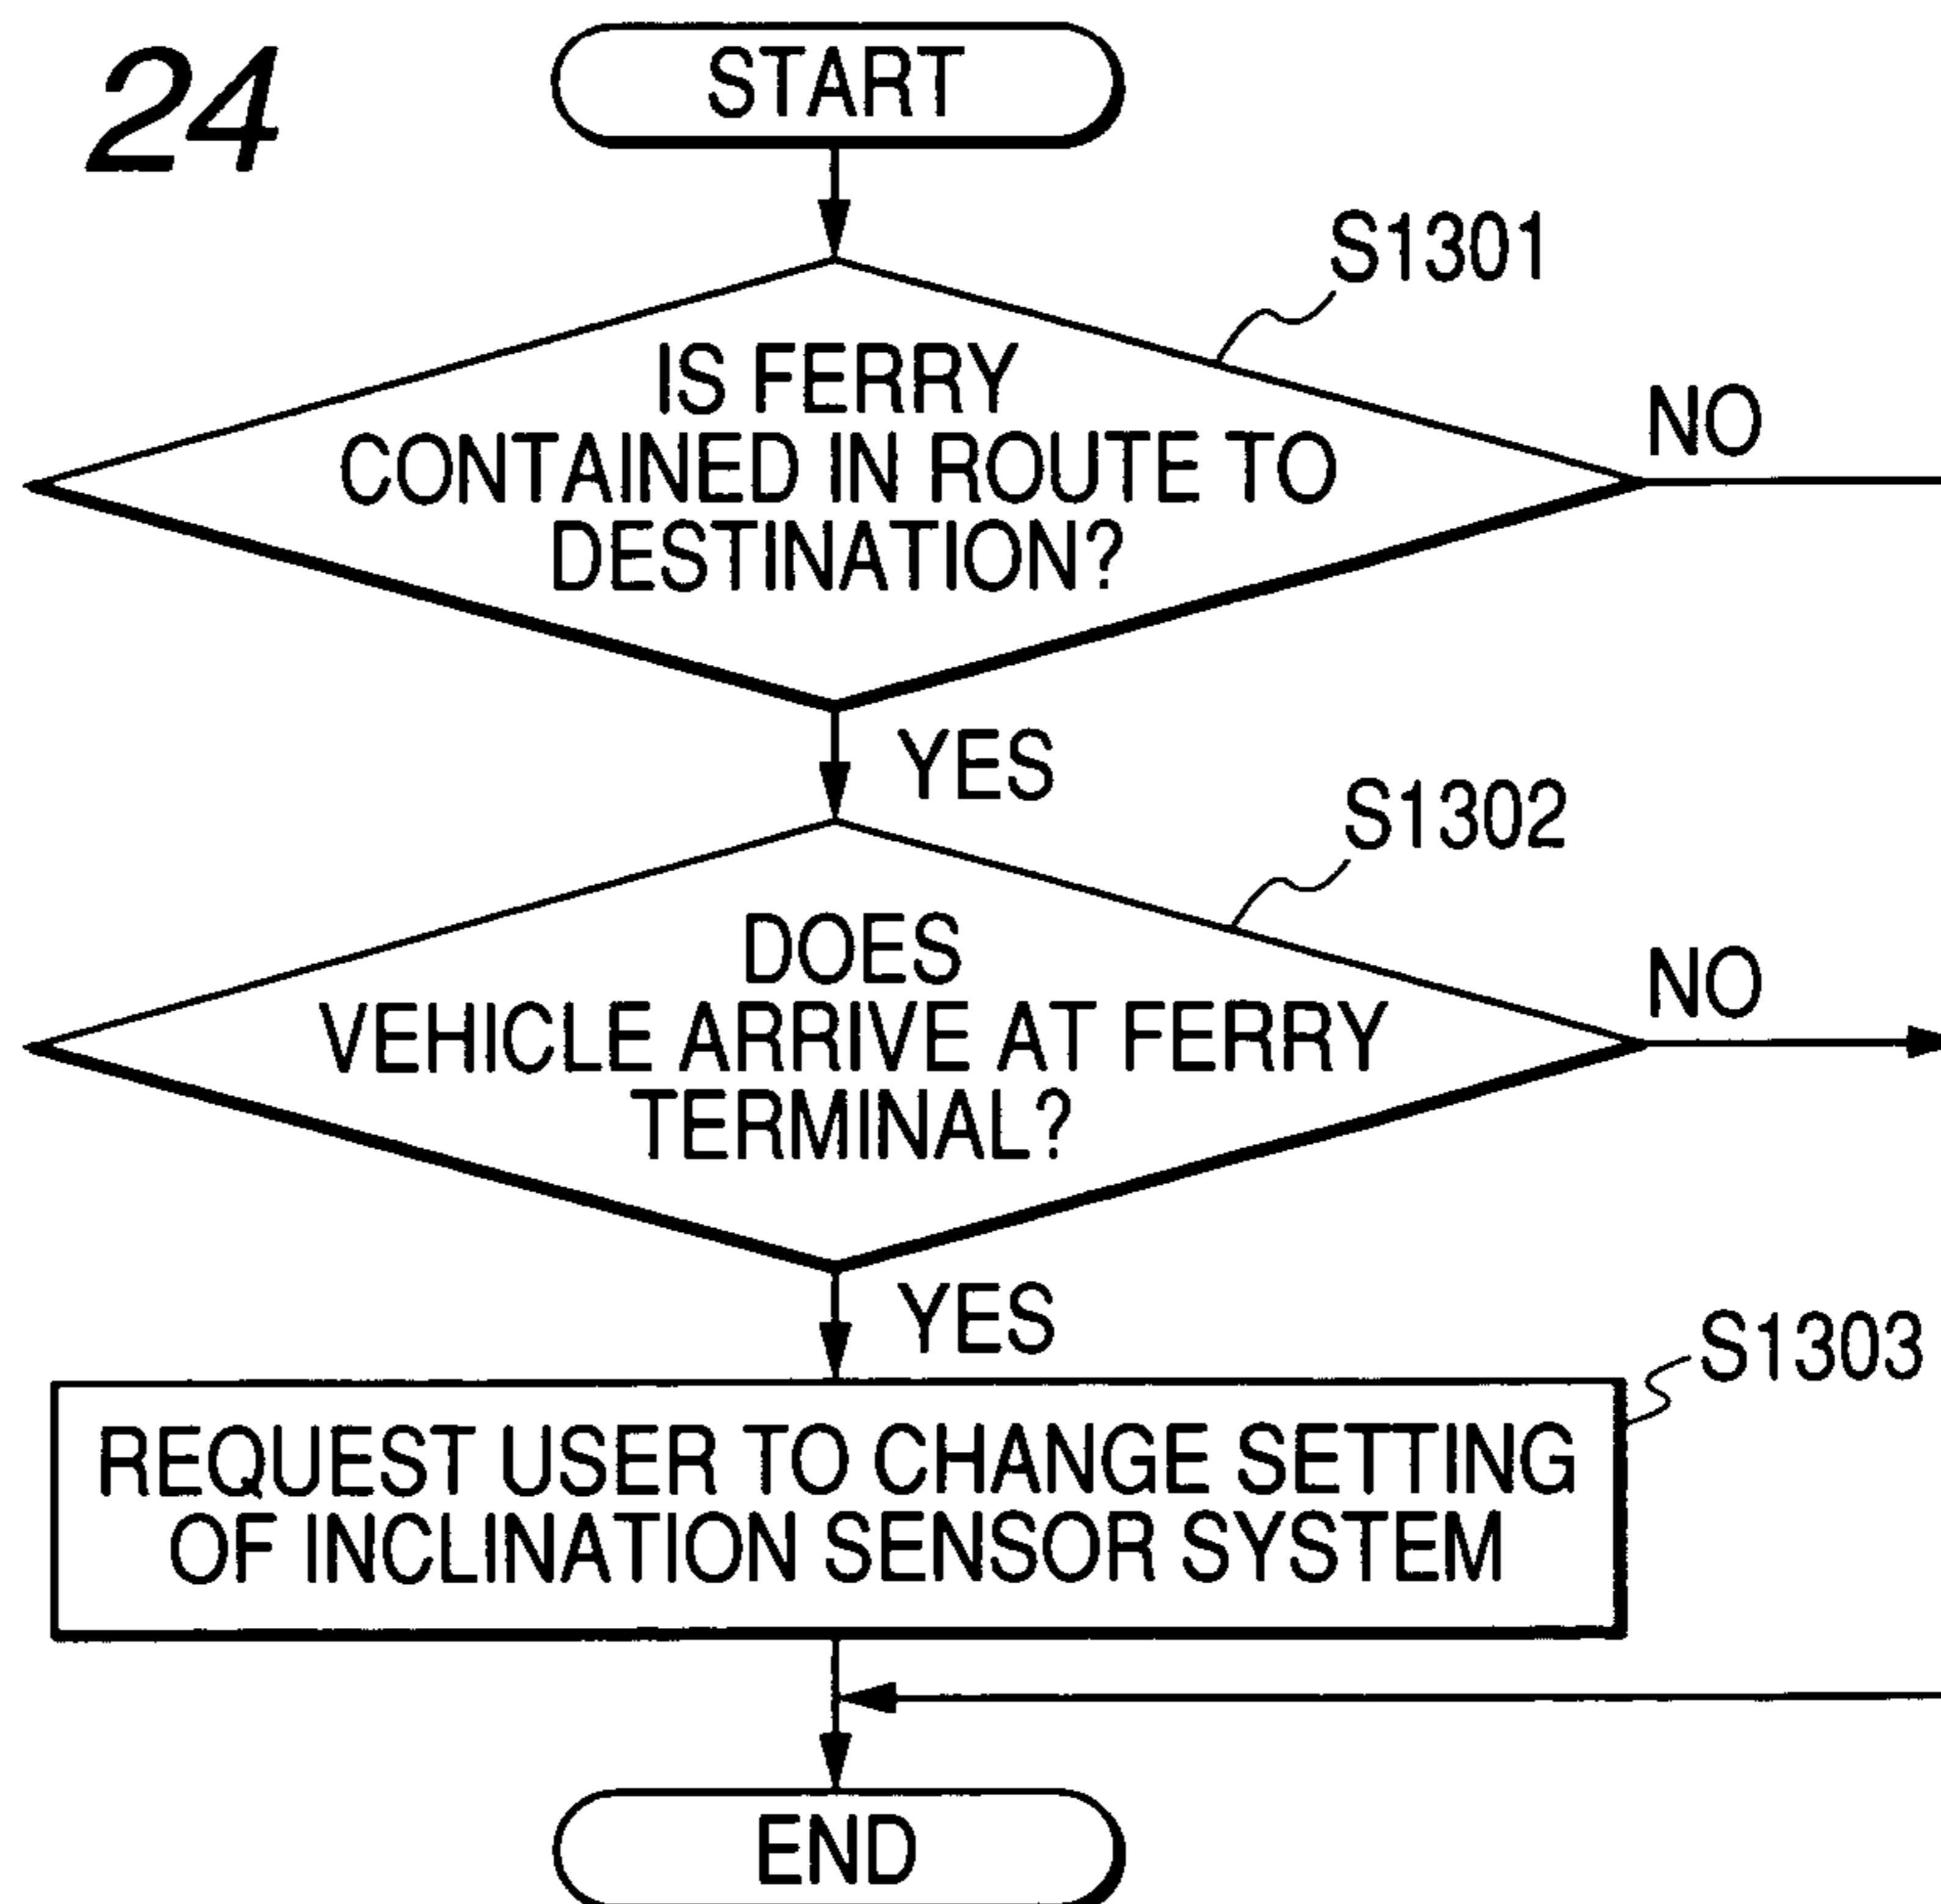 24
START
S1301
IS FERRY
CONTAINED IN ROUTE TO
DESTINATION?
NO
YES
S1302
DOES
VEHICLE ARRIVE AT FERRY
TERMINAL?
NO
YES
S1303
REQUEST USER TO CHANGE SETTING
OF INCLINATION SENSOR SYSTEM
END